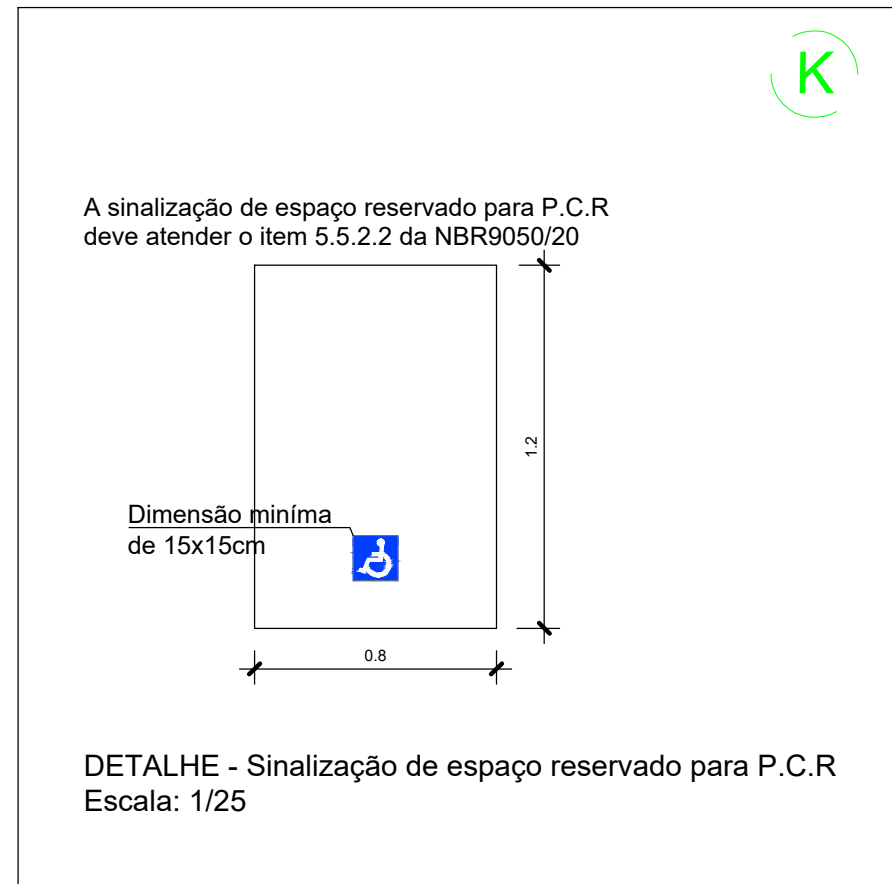 K
A sinalização de espaço reservado para P.C.R
deve atender o item 5.5.2.2 da NBR9050/20
1.2
Dimensão miníma
de 15x15cm
0.8
DETALHE - Sinalização de espaço reservado para P.C.R
Escala: 1/25